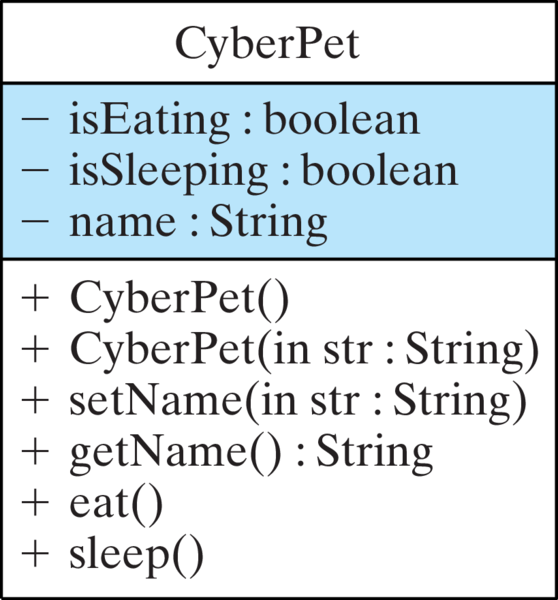 CyberPet
− isEating : boolean
− isSleeping : boolean
− name : String
+ CyberPet()
+ CyberPet(in str : String)
+ setName(in str : String)
+ getName() : String
+ eat()
+ sleep()